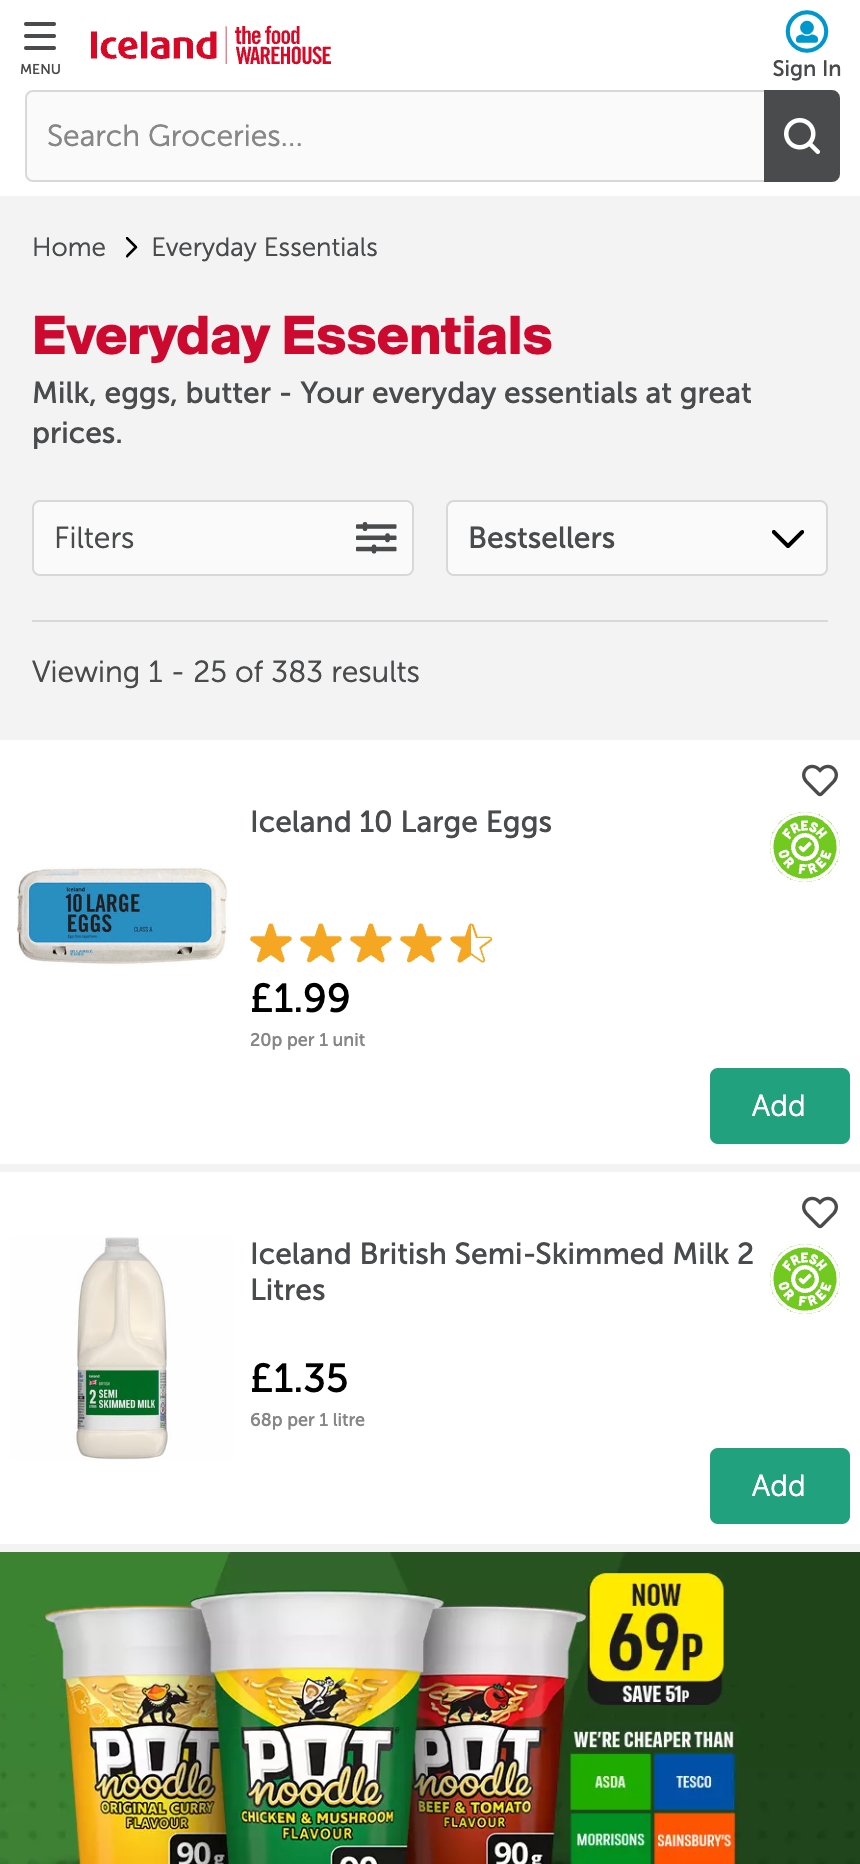 MENU
Iceland
the food
WAREHOUSE
Sign In
Search Groceries...
Home
Everyday Essentials
Everyday Essentials
Milk, eggs, butter - Your everyday essentials at great
prices.
Filters
Bestsellers
Viewing 1 - 25 of 383 results
Iceland 10 Large Eggs
FRESH
OR FREE
Iceland
10 LARGE
EGGS
CLASS A
£1.99
20p per 1 unit
Add
Iceland British Semi-Skimmed Milk 2
Litres
FRESH
OR FREE
2 SEMI
SKIMMED MILK
£1.35
68p per 1 litre
Add
NOW
69p
SAVE 51p
WE'RE CHEAPER THAN
ASDA
TESCO
MORRISONS
SAINSBURY'S
POT
noodle
ORIGINAL CURRY
FLAVOUR
90g
POT
noodle
CHICKEN & MUSHROOM
FLAVOUR
POT
noodle
BEEF & TOMATO
FLAVOUR
90g